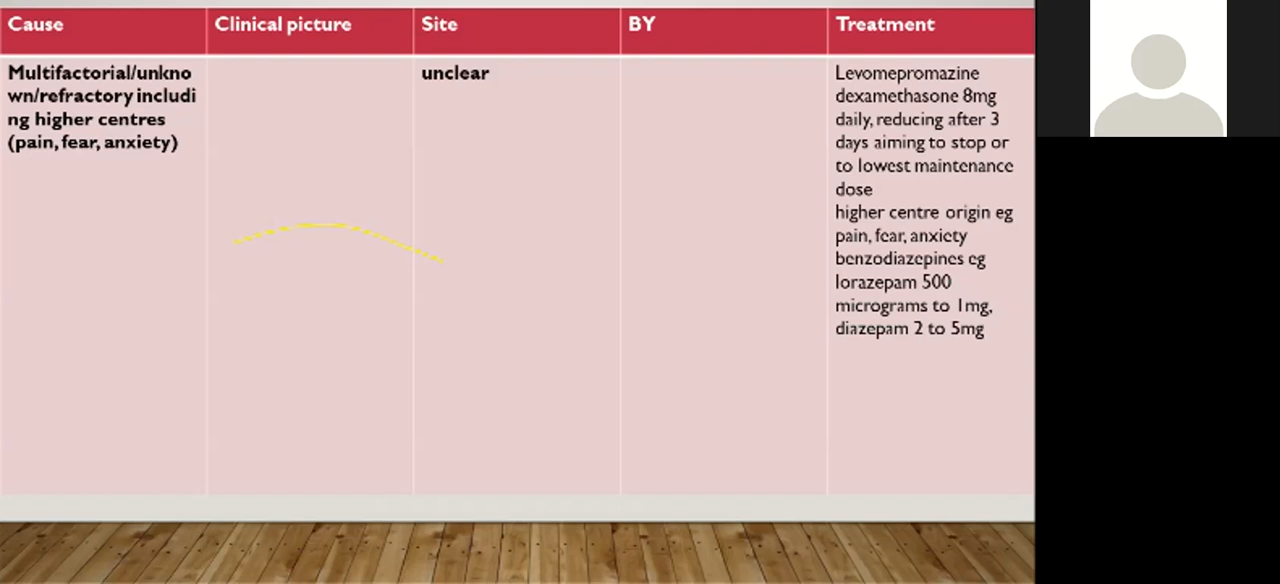 Cause
Clinical picture
Site
BY
Treatment
Multifactorial/unkno
wn/refractory includi
ng higher centres
(pain, fear, anxiety)
unclear
Levomepromazine
dexamethasone 8mg
daily, reducing after 3
days aiming to stop or
to lowest maintenance
dose
higher centre origin eg
pain, fear, anxiety
benzodiazepines eg
lorazepam 500
micrograms to 1mg,
diazepam 2 to 5mg